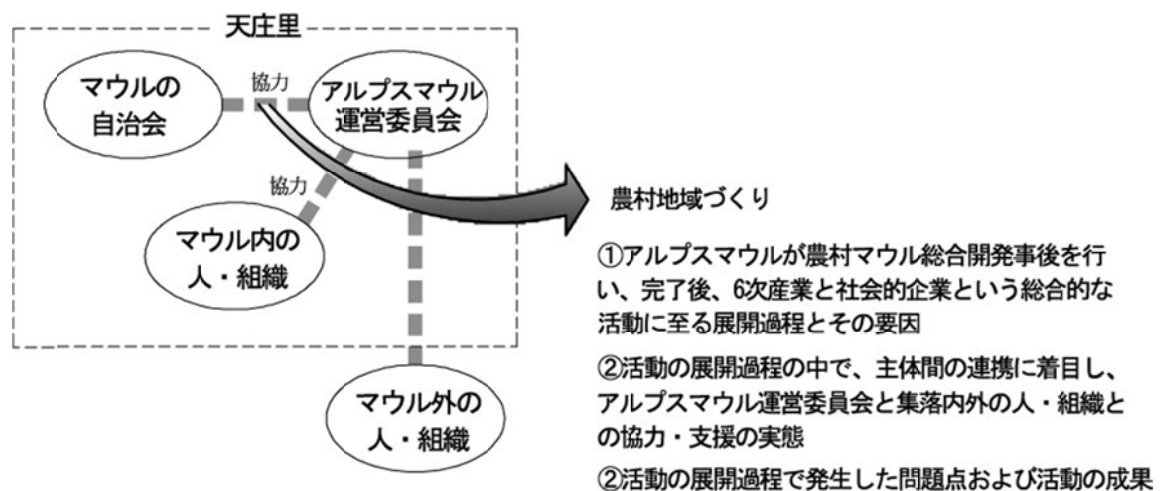 天庄里
マウルの
自治会
協力
アルプスマウル
運営委員会
協力
マウル内の
人・組織
マウル外の
人・組織
農村地域づくり
①アルプスマウルが農村マウル総合開発事後を行
い、完了後、6次産業と社会的企業という総合的な
活動に至る展開過程とその要因
②活動の展開過程の中で、主体間の連携に着目し、
アルプスマウル運営委員会と集落内外の人・組織と
の協力・支援の実態
②活動の展開過程で発生した問題点および活動の成果